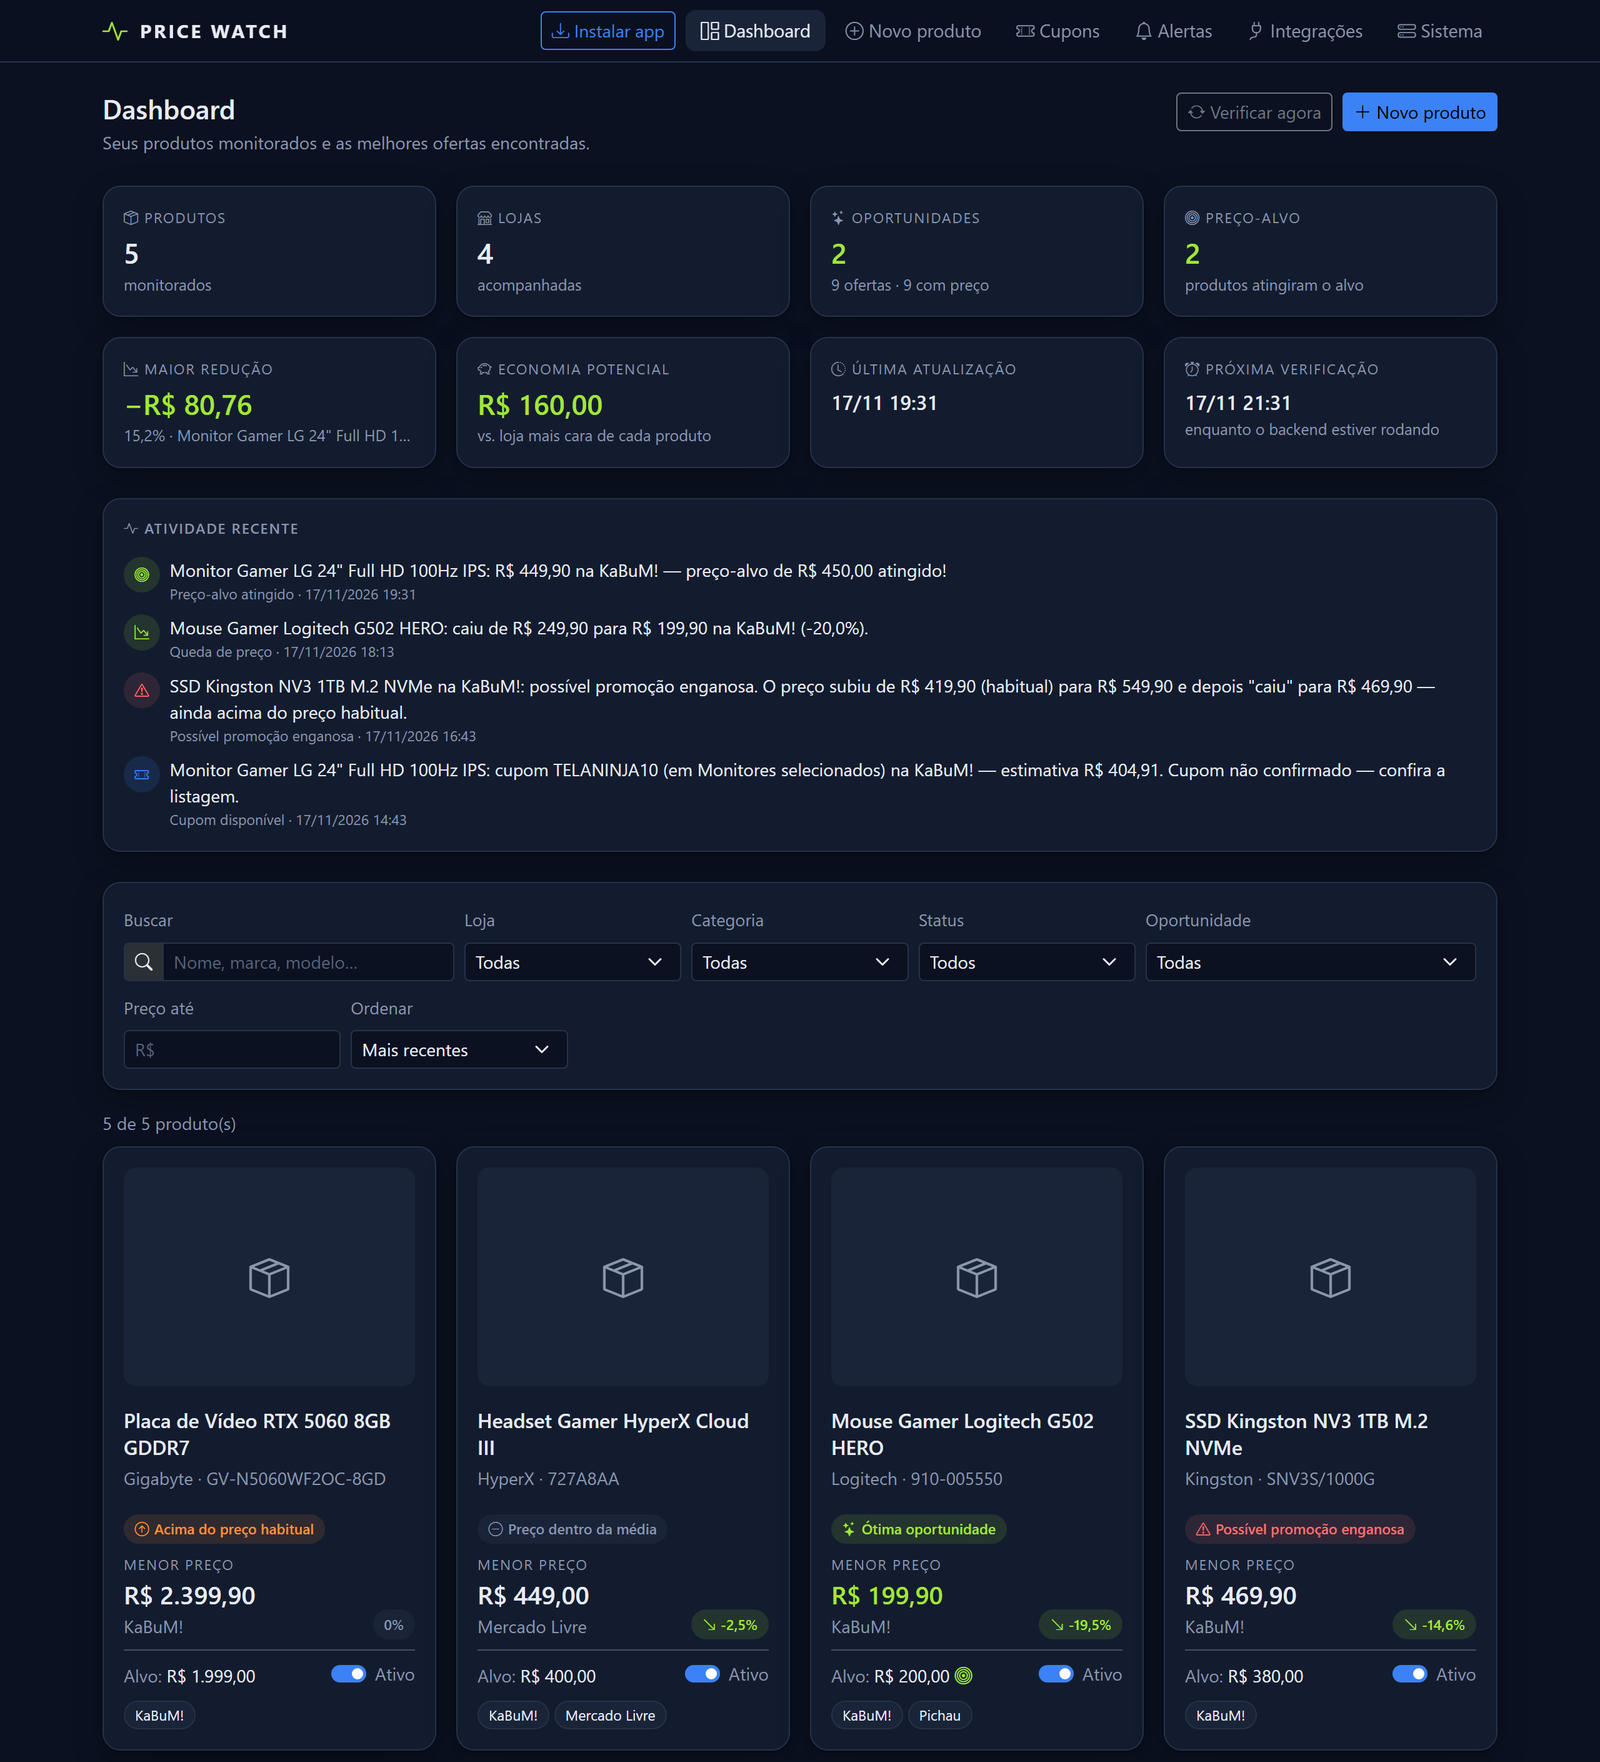 PRICE WATCH
Instalar app
Dashboard
Novo produto
Cupons
Alertas
Integrações
Sistema
Dashboard
Seus produtos monitorados e as melhores ofertas encontradas.
Verificar agora
+ Novo produto
PRODUTOS
5
monitorados
LOJAS
4
acompanhadas
OPORTUNIDADES
2
9 ofertas · 9 com preço
PREÇO-ALVO
2
produtos atingiram o alvo
MAIOR REDUÇÃO
−R$ 80,76
15,2% · Monitor Gamer LG 24" Full HD 1...
ECONOMIA POTENCIAL
R$ 160,00
vs. loja mais cara de cada produto
ÚLTIMA ATUALIZAÇÃO
17/11 19:31
PRÓXIMA VERIFICAÇÃO
17/11 21:31
enquanto o backend estiver rodando
ATIVIDADE RECENTE
Monitor Gamer LG 24" Full HD 100Hz IPS: R$ 449,90 na KaBuM! — preço-alvo de R$ 450,00 atingido!
Preço-alvo atingido · 17/11/2026 19:31
Mouse Gamer Logitech G502 HERO: caiu de R$ 249,90 para R$ 199,90 na KaBuM! (-20,0%).
Queda de preço · 17/11/2026 18:13
SSD Kingston NV3 1TB M.2 NVMe na KaBuM!: possível promoção enganosa. O preço subiu de R$ 419,90 (habitual) para R$ 549,90 e depois "caiu" para R$ 469,90 —
ainda acima do preço habitual.
Possível promoção enganosa · 17/11/2026 16:43
Monitor Gamer LG 24" Full HD 100Hz IPS: cupom TELANINJA10 (em Monitores selecionados) na KaBuM! — estimativa R$ 404,91. Cupom não confirmado — confira a
listagem.
Cupom disponível · 17/11/2026 14:43
Buscar
Nome, marca, modelo...
Loja
Todas
Categoria
Todas
Status
Todos
Oportunidade
Todas
Preço até
R$
Ordenar
Mais recentes
5 de 5 produto(s)
Placa de Vídeo RTX 5060 8GB
GDDR7
Gigabyte · GV-N5060WF2OC-8GD
Acima do preço habitual
MENOR PREÇO
R$ 2.399,90
KaBuM!
0%
Alvo: R$ 1.999,00
Ativo
KaBuM!
Headset Gamer HyperX Cloud
III
HyperX · 727A8AA
Preço dentro da média
MENOR PREÇO
R$ 449,00
Mercado Livre
-2,5%
Alvo: R$ 400,00
Ativo
KaBuM!
Mercado Livre
Mouse Gamer Logitech G502
HERO
Logitech · 910-005550
Ótima oportunidade
MENOR PREÇO
R$ 199,90
KaBuM!
-19,5%
Alvo: R$ 200,00
Ativo
KaBuM!
Pichau
SSD Kingston NV3 1TB M.2
NVMe
Kingston · SNV3S/1000G
Possível promoção enganosa
MENOR PREÇO
R$ 469,90
KaBuM!
-14,6%
Alvo: R$ 380,00
Ativo
KaBuM!